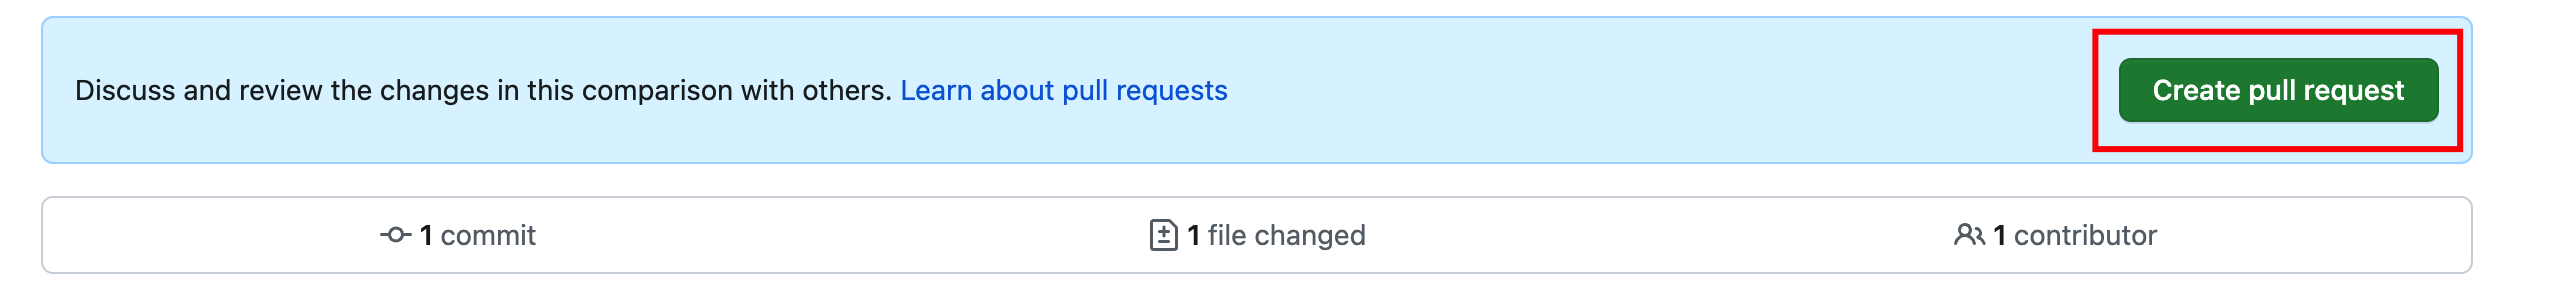 Discuss and review the changes in this comparison with others. Learn about pull requests
Create pull request
1 commit
1 file changed
1 contributor